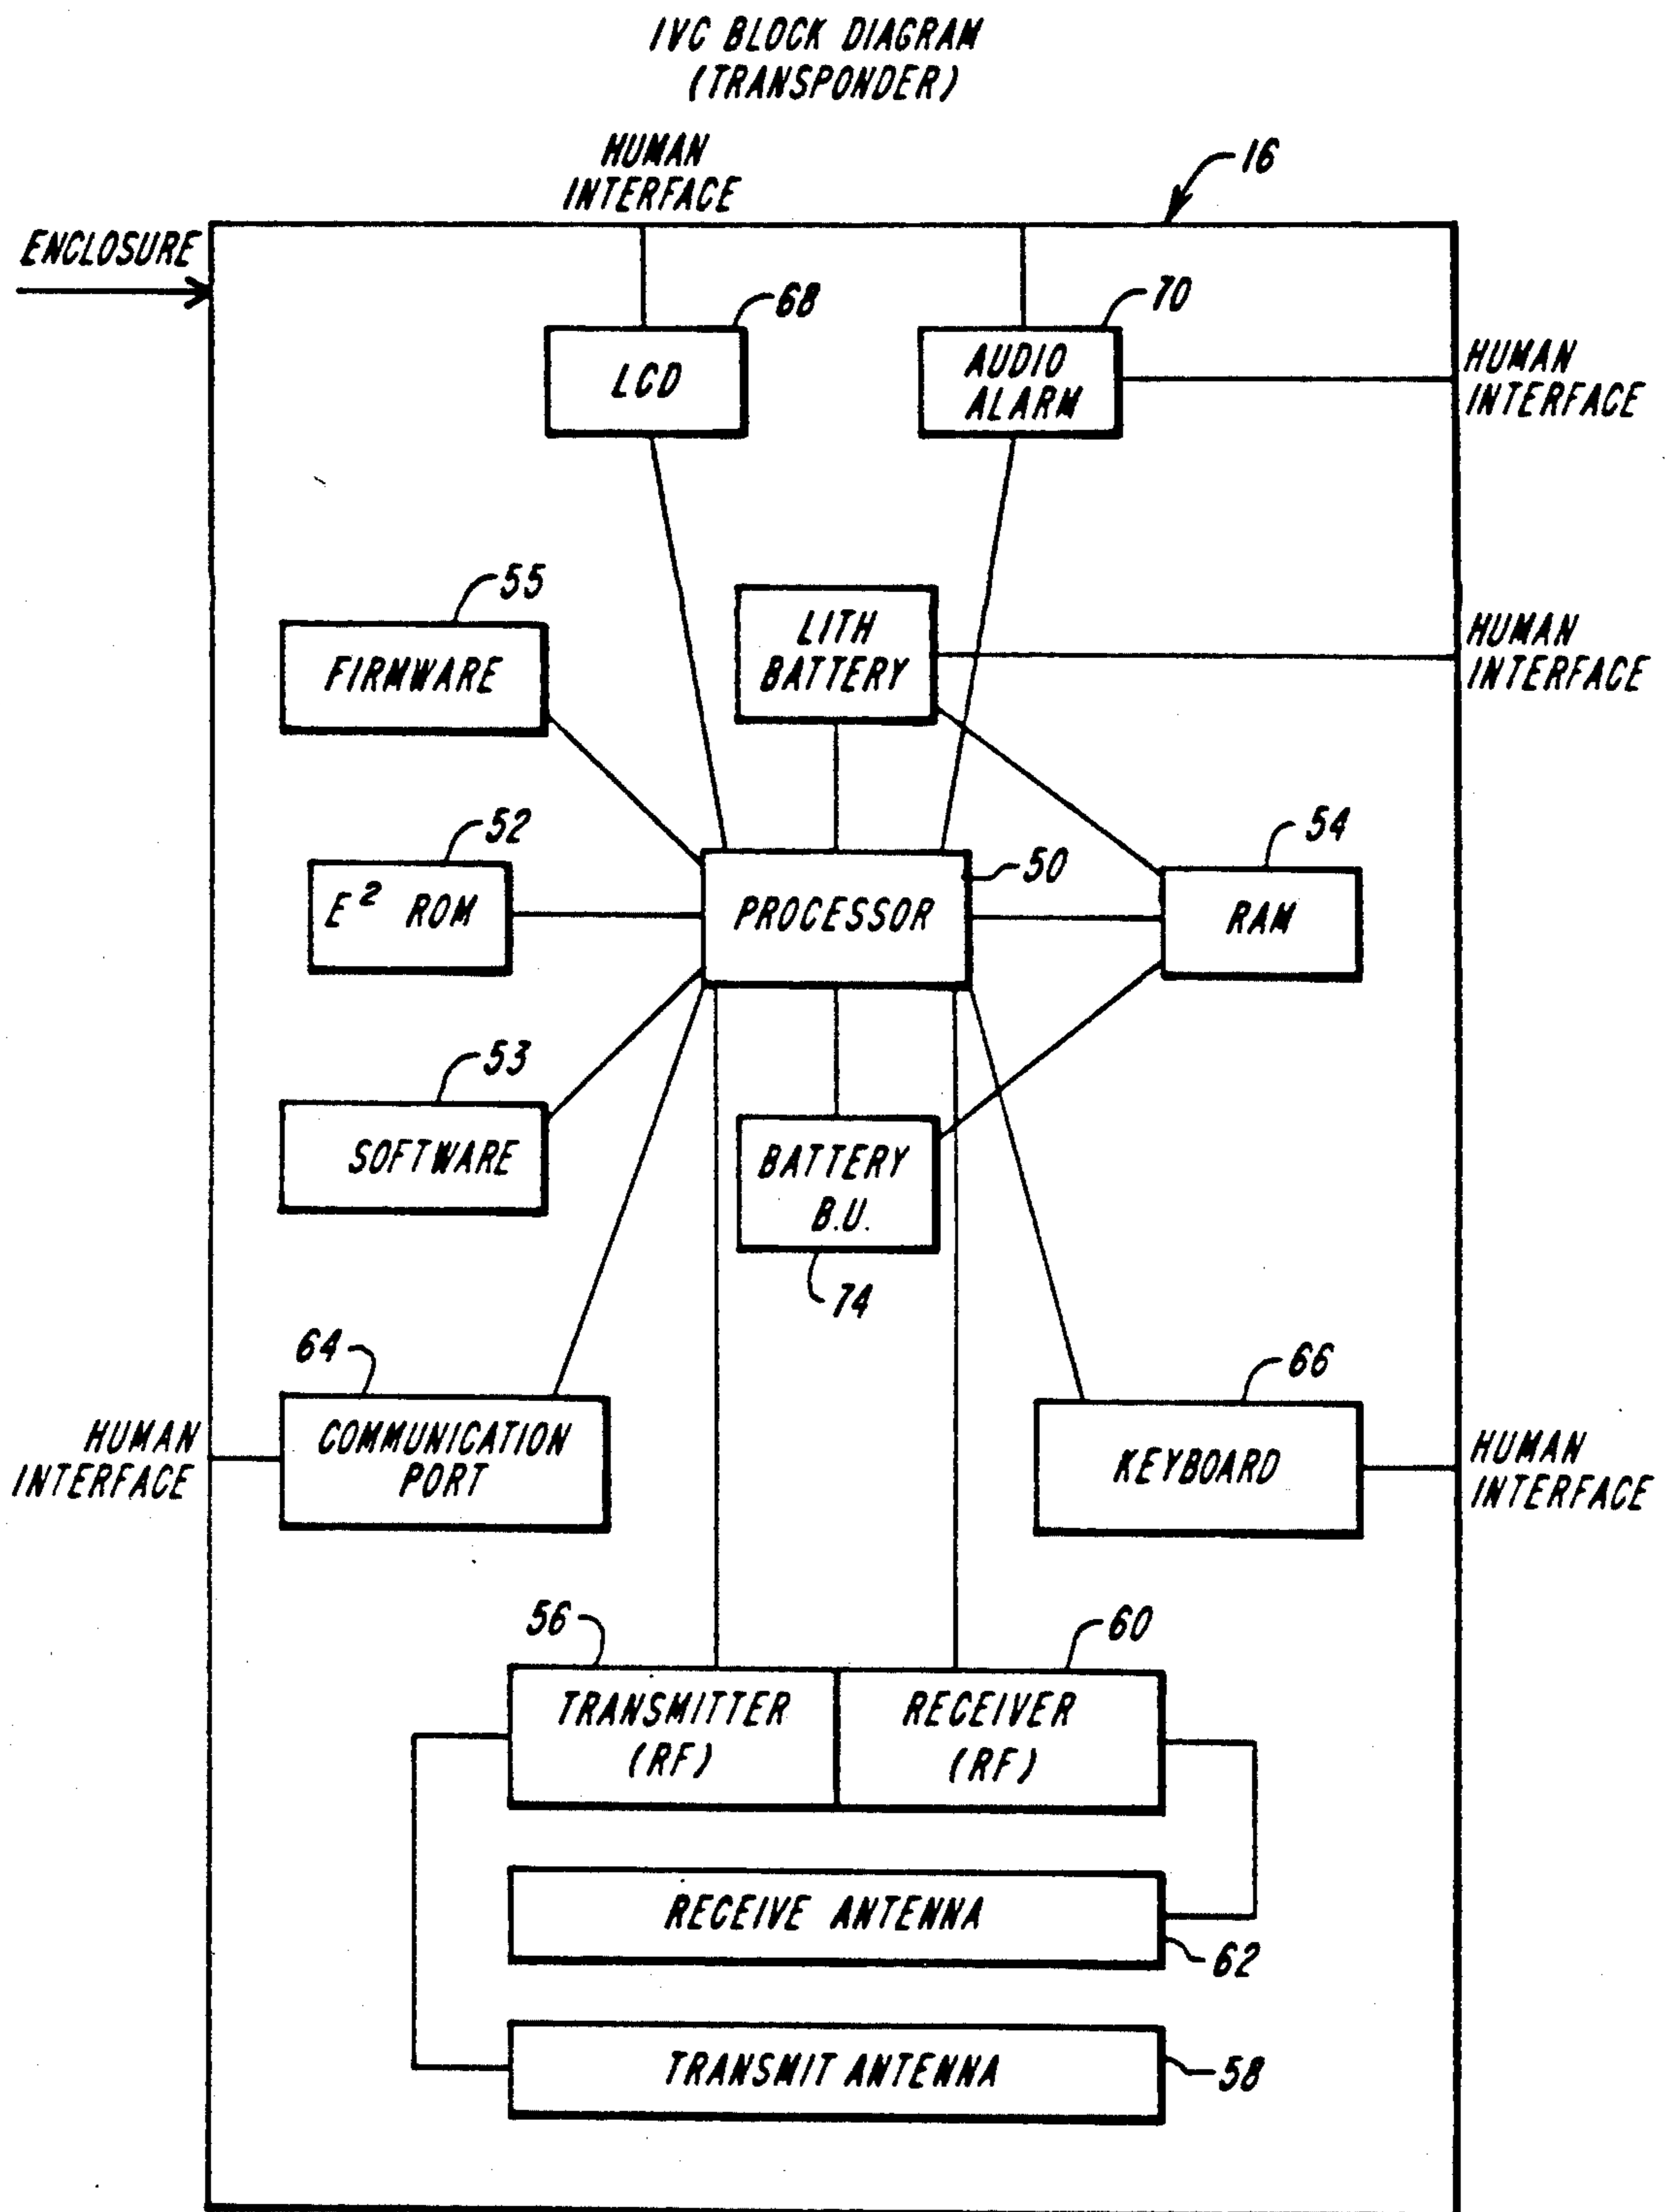 IVC BLOCK DIAGRAM
(TRANSPONDER)
HUMAN
INTERFACE
16
ENCLOSURE
68
70
LCD
AUDIO
ALARM
HUMAN
INTERFACE
55
FIRMWARE
LITH
BATTERY
HUMAN
INTERFACE
52
E² ROM
50
PROCESSOR
54
RAM
53
SOFTWARE
BATTERY
B.U.
74
64
COMMUNICATION
PORT
HUMAN
INTERFACE
66
KEYBOARD
HUMAN
INTERFACE
56
TRANSMITTER
(RF)
60
RECEIVER
(RF)
RECEIVE ANTENNA
62
TRANSMIT ANTENNA
58